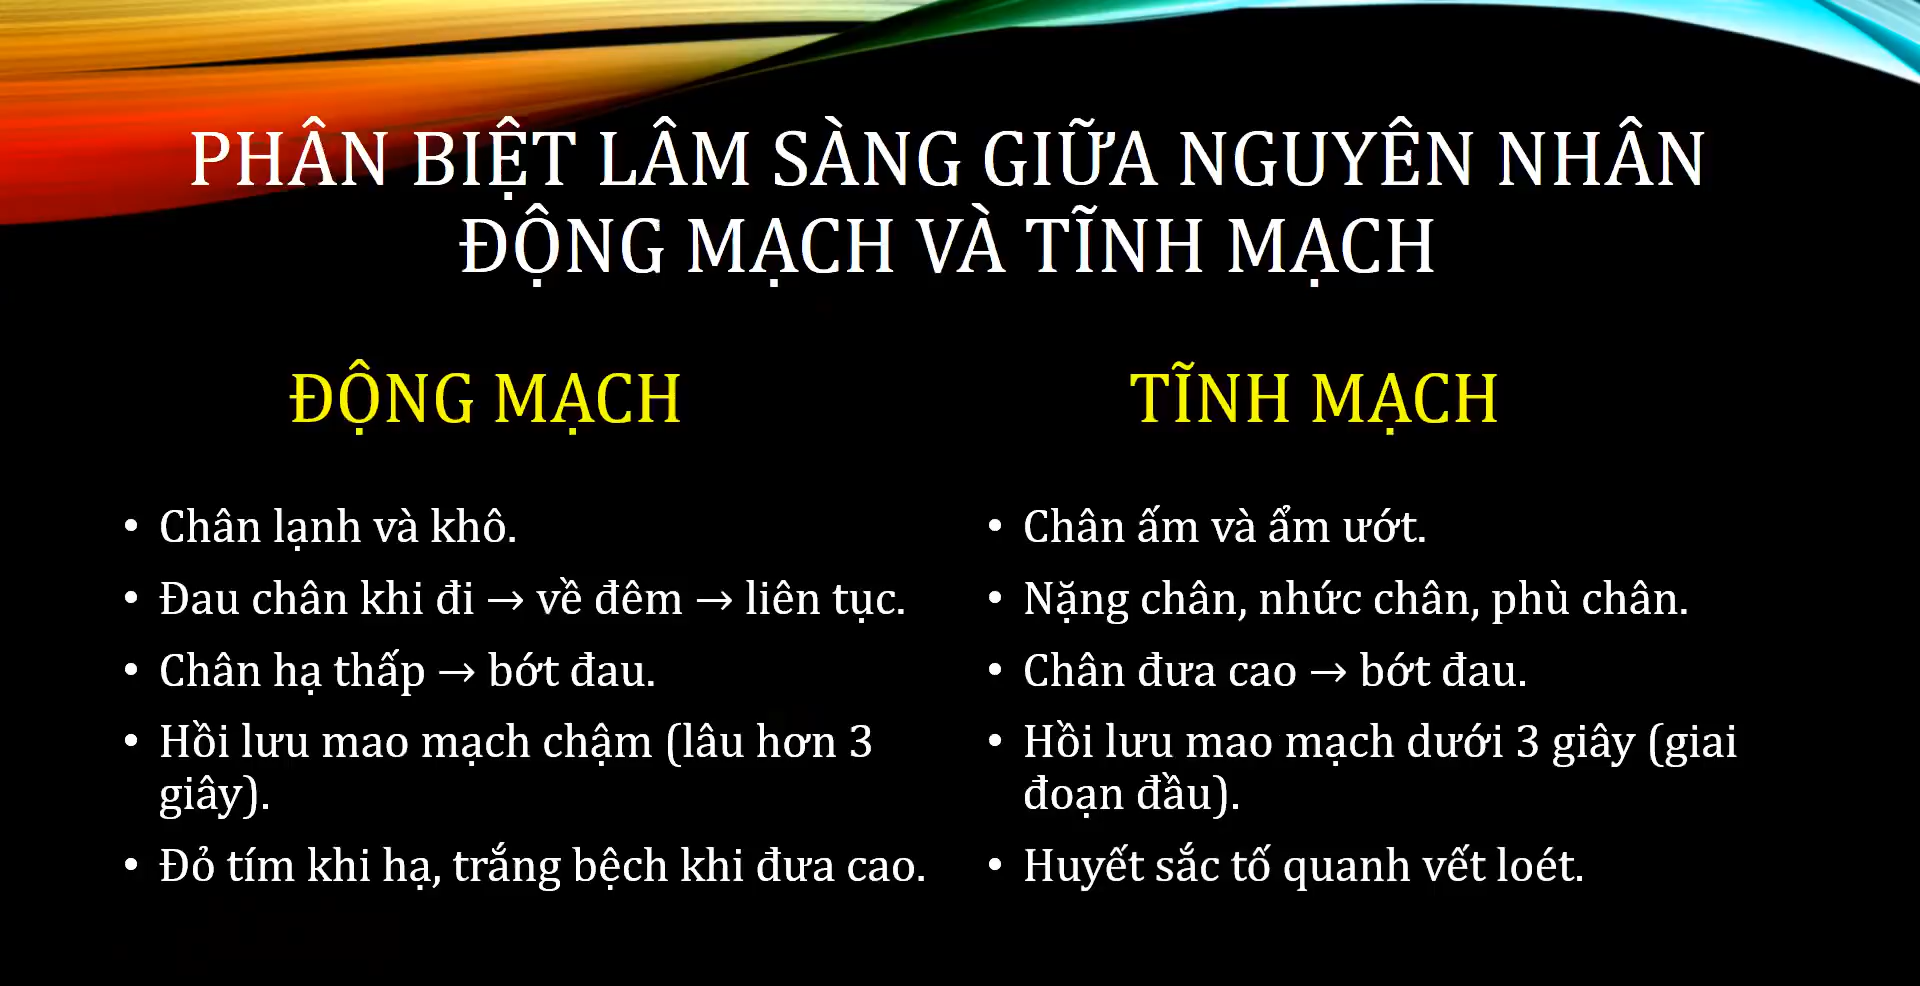 PHÂN BIỆT LÂM SÀNG GIỮA NGUYÊN NHÂN
ĐỘNG MẠCH VÀ TĨNH MẠCH
ĐỘNG MẠCH
• Chân lạnh và khô.
• Đau chân khi đi → về đêm → liên tục.
• Chân hạ thấp → bớt đau.
• Hồi lưu mao mạch chậm (lâu hơn 3
giây).
• Đỏ tím khi hạ, trắng bệch khi đưa cao.
TĨNH MẠCH
• Chân ấm và ẩm ướt.
• Nặng chân, nhức chân, phù chân.
• Chân đưa cao → bớt đau.
• Hồi lưu mao mạch dưới 3 giây (giai
đoạn đầu).
• Huyết sắc tố quanh vết loét.